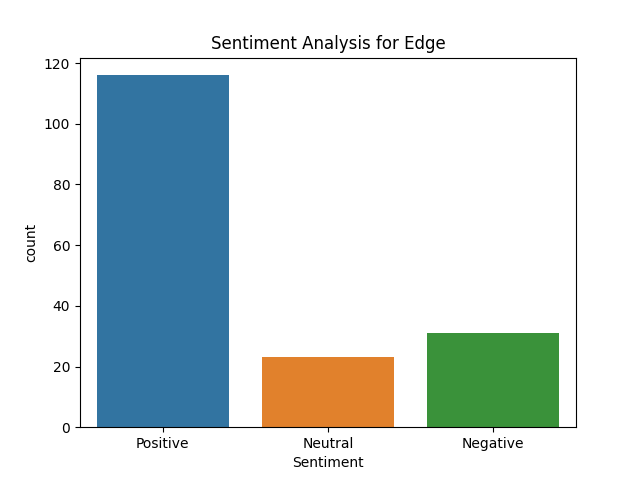 Sentiment Analysis for Edge
120
100
80
60
40
20
0
count
Positive Neutral Negative
Sentiment